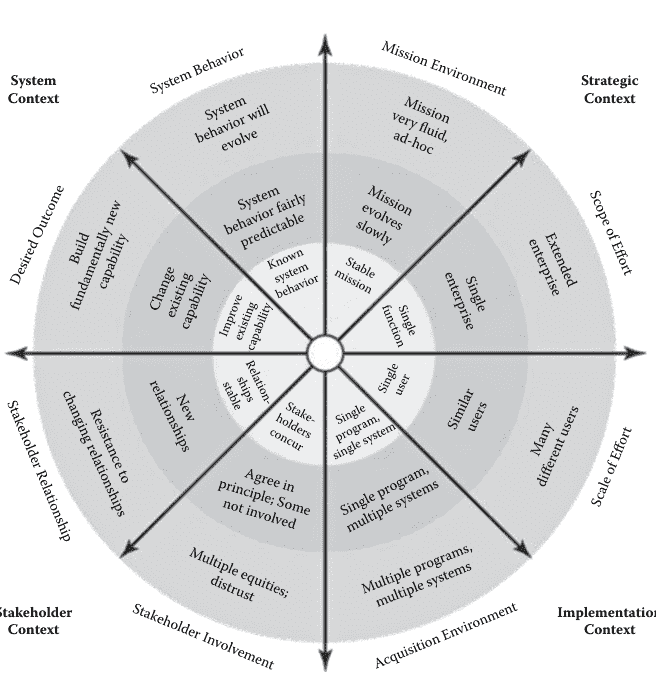 System
Context
System Behavior
Mission Environment
Strategic
Context
System
behavior will
evolve
Mission
very fluid,
ad-hoc
Desired Outcome
Build
fundamentally new
capability
System
behavior fairly
predictable
Mission
evolves
slowly
Extended
enterprise
Scope of Effort
Change
existing
capability
Known
system
behavior
Stable
mission
Single
enterprise
Improve
existing
capability
Single
function
Stakeholder Relationship
Resistance to
changing relationships
New
relationships
Relation-
ships
stable
Single
user
Similar
users
Many
different users
Scale of Effort
Stake-
holders
concur
Single
program,
single system
Agree in
principle; Some
not involved
Single program,
multiple systems
Multiple equities;
distrust
Multiple programs,
multiple systems
Stakeholder
Context
Stakeholder Involvement
Acquisition Environment
Implementation
Context